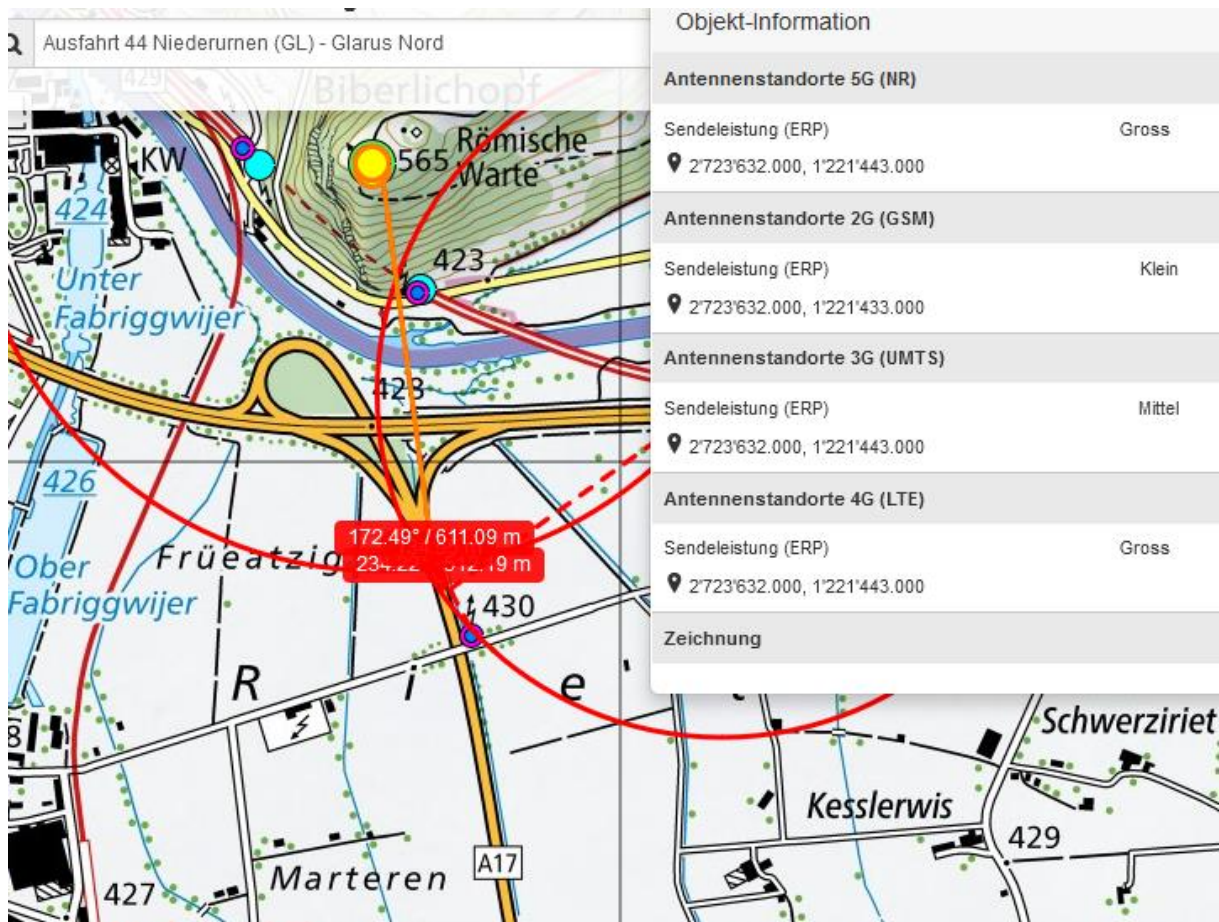 Ausfahrt 44 Niederurnen (GL) - Glarus Nord
429
Biberlichopf
KW
565
Römische
Warte
424
423
Unter
Fabriggwijer
423
426
172.49° / 611.09 m
Früeatzig
Ober
Fabriggwijer
430
R i e
8
Schwerziriet
Kesslerwis
429
A17
Marteren
427
Objekt-Information
Antennenstandorte 5G (NR)
Sendeleistung (ERP) Gross
2'723'632.000, 1'221'443.000
Antennenstandorte 2G (GSM)
Sendeleistung (ERP) Klein
2'723'632.000, 1'221'433.000
Antennenstandorte 3G (UMTS)
Sendeleistung (ERP) Mittel
2'723'632.000, 1'221'443.000
Antennenstandorte 4G (LTE)
Sendeleistung (ERP) Gross
2'723'632.000, 1'221'443.000
Zeichnung